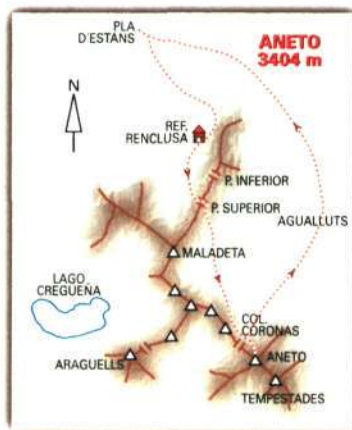 PLA
D'ESTANS
ANETO
3404 m
N
REF.
RENCLUSA
P. INFERIOR
P. SUPERIOR
AGUALLUTS
MALADETA
LAGO
CREGUEÑA
COL.
CORONAS
ARAGUELLS
ANETO
TEMPESTADES